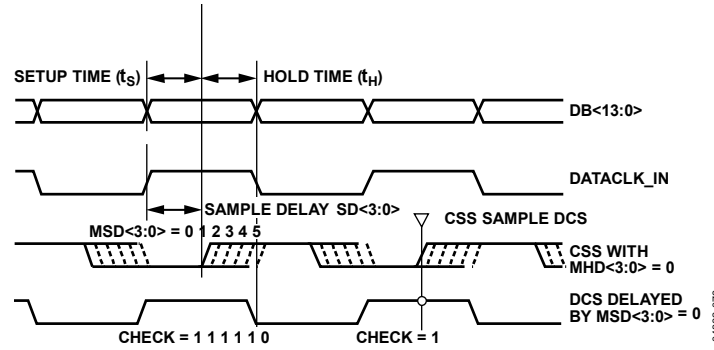 SETUP TIME (tS)
HOLD TIME (tH)
DB<13:0>
DATACLK_IN
SAMPLE DELAY SD<3:0>
MSD<3:0> = 0 1 2 3 4 5
CSS SAMPLE DCS
CSS WITH
MHD<3:0> = 0
DCS DELAYED
BY MSD<3:0> = 0
CHECK = 1 1 1 1 1 0
CHECK = 1